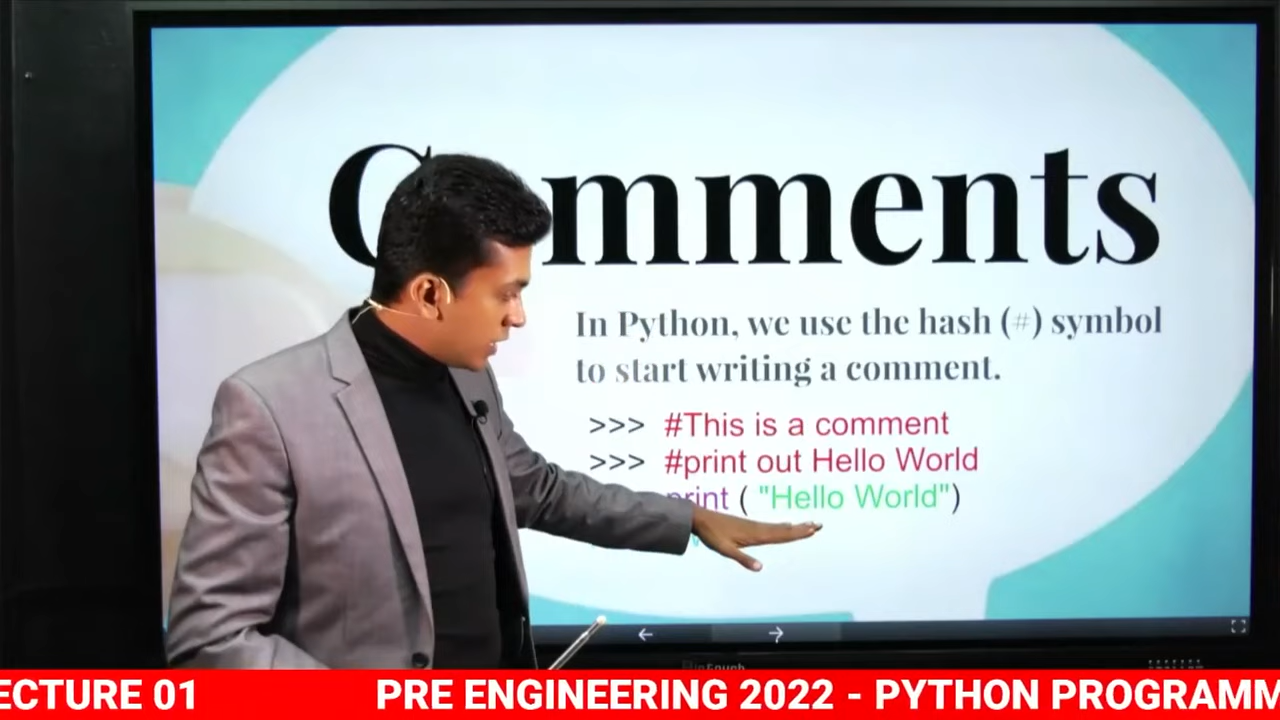 Comments
In Python, we use the hash (#) symbol
to start writing a comment.
>>> #This is a comment
>>> #print out Hello World
print ( "Hello World")
ECTURE 01 PRE ENGINEERING 2022 - PYTHON PROGRAMM